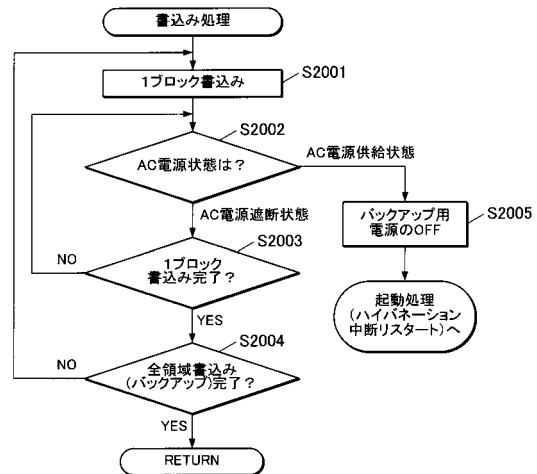 書込み処理
1ブロック書込み
S2001
S2002
AC電源状態は?
AC電源供給状態
AC電源遮断状態
バックアップ用
電源のOFF
S2005
S2003
1ブロック
書込み完了?
NO
YES
起動処理
(ハイバネーション
中断リスタート)へ
S2004
全領域書込み
(バックアップ)完了?
NO
YES
RETURN